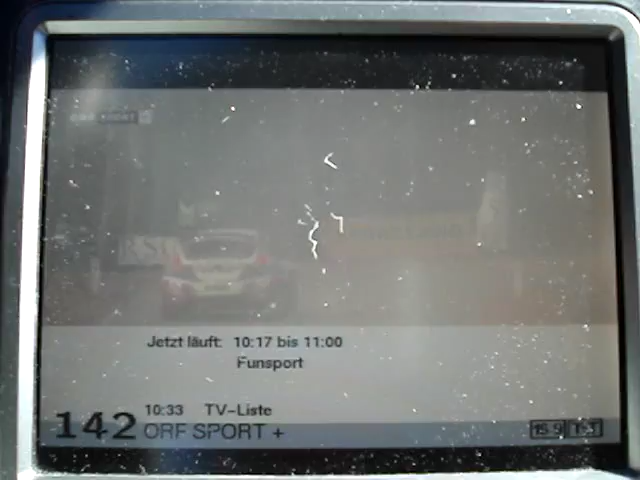 Jetzt läuft: 10:17 bis 11:00
Funsport
10:33 TV-Liste
142 ORF SPORT +
16:9